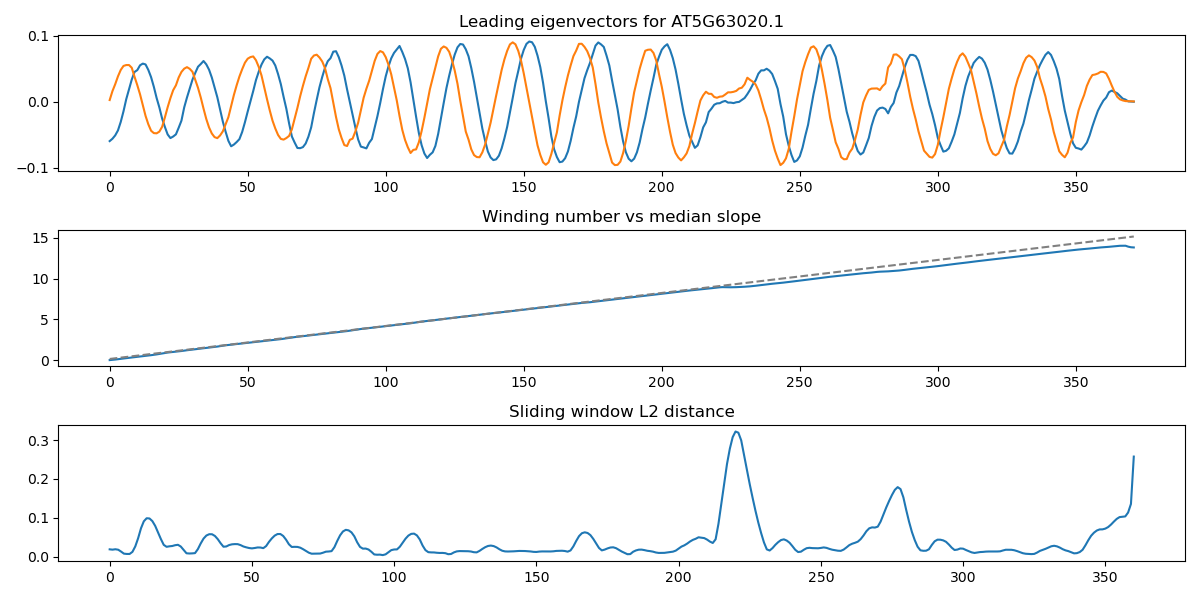 Leading eigenvectors for AT5G63020.1
0.1
0.0
−0.1
0 50 100 150 200 250 300 350
Winding number vs median slope
15
10
5
0
0 50 100 150 200 250 300 350
Sliding window L2 distance
0.3
0.2
0.1
0.0
0 50 100 150 200 250 300 350